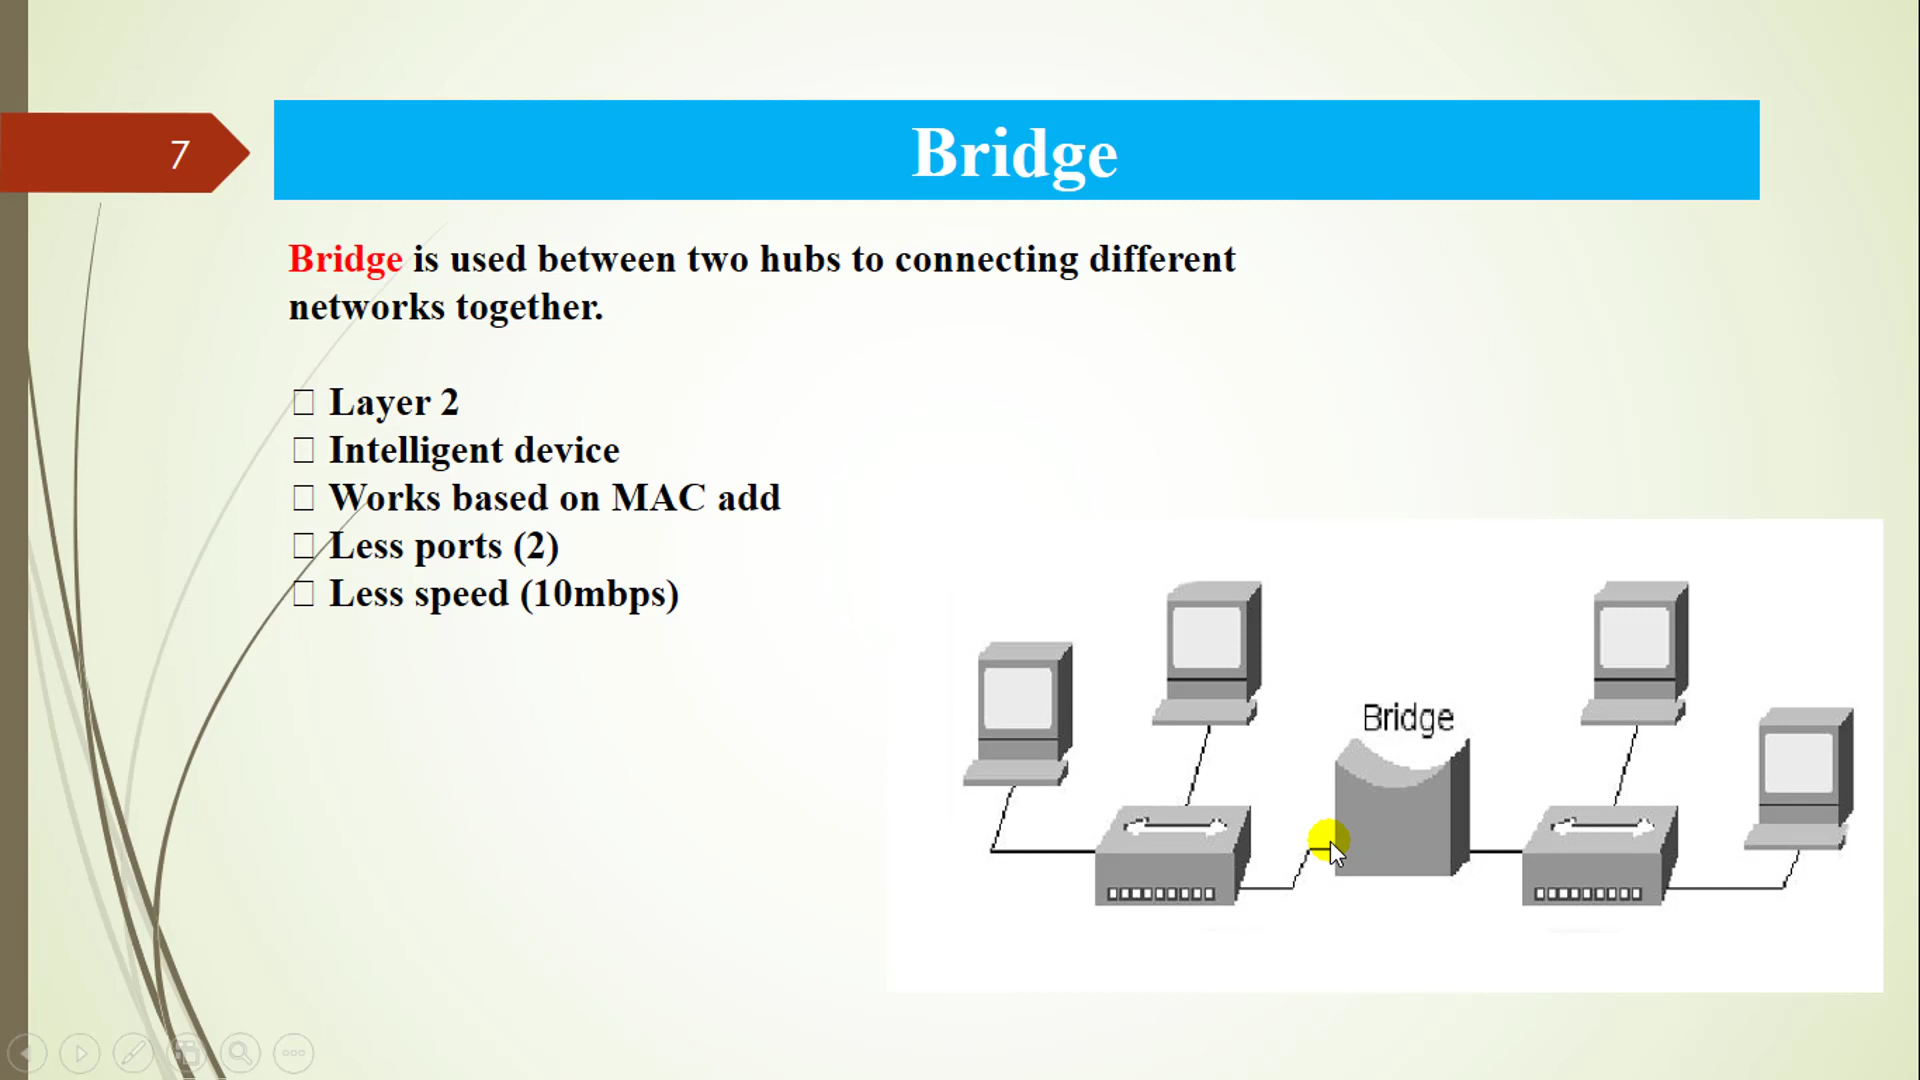 7
Bridge
Bridge is used between two hubs to connecting different
networks together.
Layer 2
Intelligent device
Works based on MAC add
Less ports (2)
Less speed (10mbps)
Bridge